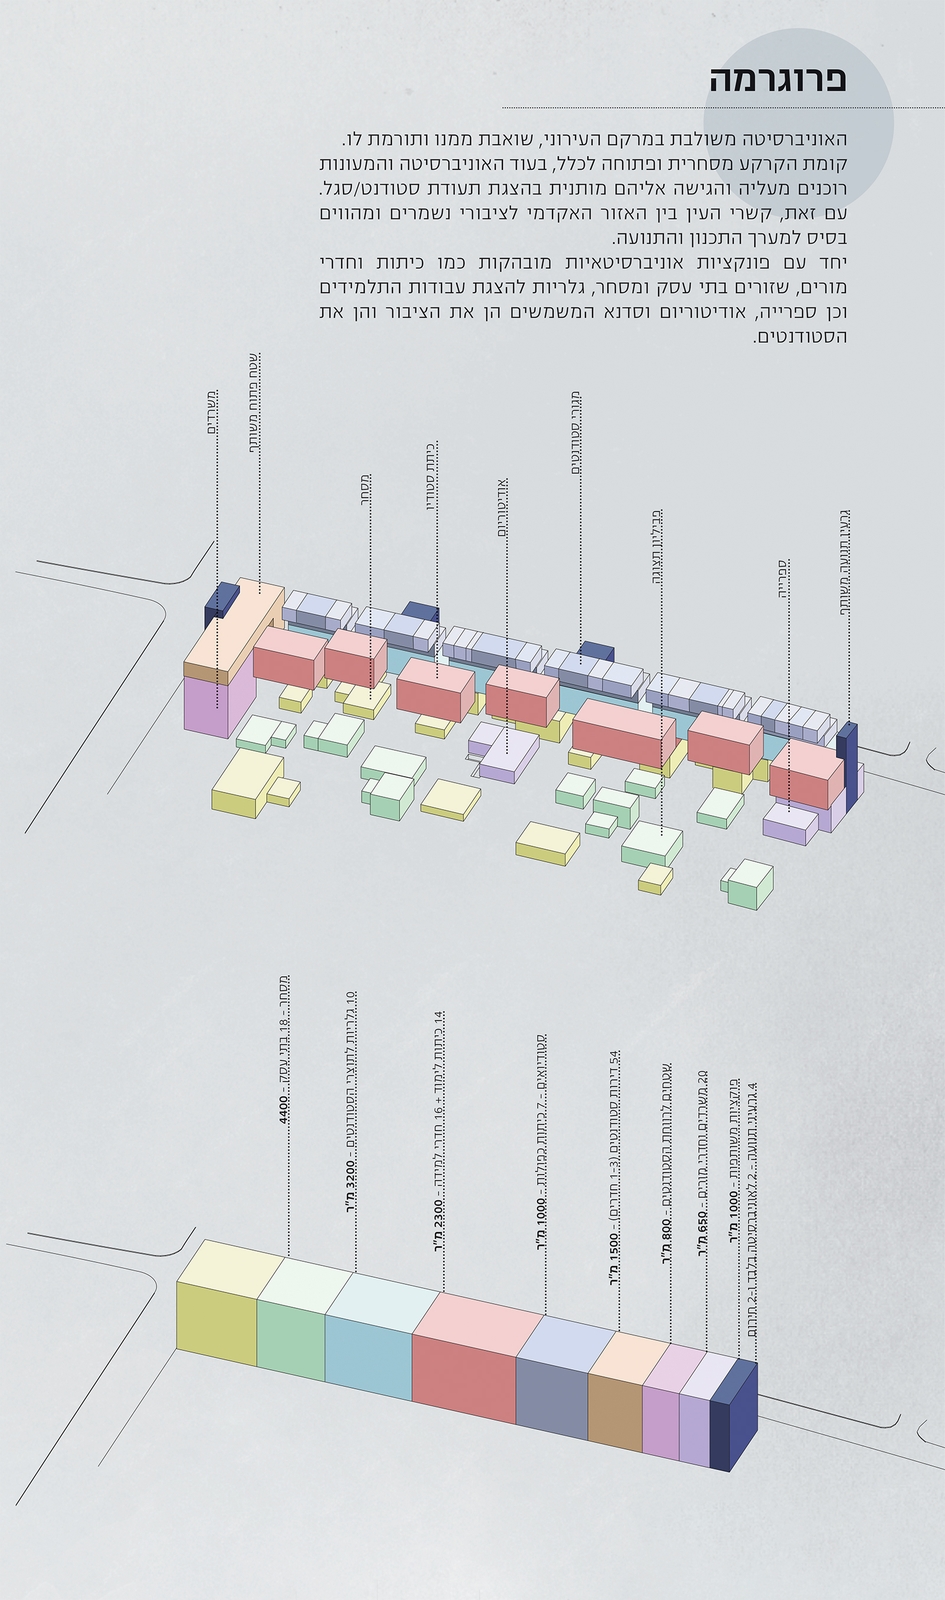 פרוגרמה
האוניברסיטה משולבת במרקם העירוני, שואבת ממנו ותורמת לו.
קומת הקרקע מסחרית ופתוחה לכלל, בעוד האוניברסיטה והמעונות
רוכנים מעליה והגישה אליהם מותנית בהצגת תעודת סטודנט/סגל.
עם זאת, קשרי העין בין האזור האקדמי לציבורי נשמרים ומהווים
בסיס למערך התכנון והתנועה.
יחד עם פונקציות אוניברסיטאיות מובהקות כמו כיתות וחדרי
מורים, שזורים בתי עסק ומסחר, גלריות להצגת עבודות התלמידים
וכן ספרייה, אודיטוריום וסדנא המשמשים הן את הציבור והן את
הסטודנטים.
משרדים
שטח פתוח משותף
מסחר
כיתת סטודיו
אודיטוריום
מגורי סטודנטים
פביליון תצוגה
ספרייה
גרעין תנועה משותף
מסחר - 18 בתי עסק - 4400
10 גלריות לתוצרי הסטודנטים - 3200 מ"ר
14 כיתות לימוד + 16 חדרי למידה - 2300 מ"ר
סטודיואים - 7 כיתות כפולות - 1000 מ"ר
54 דירות סטודנטים (1-3 חדרים) - 1500 מ"ר
שטחים לרווחת הסטודנטים - 800 מ"ר
20 משרדים וחדרי מורים - 650 מ"ר
פונקציות משותפות - 1000 מ"ר
4 גרעיני תנועה - 2 לאוניברסיטה בלבד ו-2 חירום